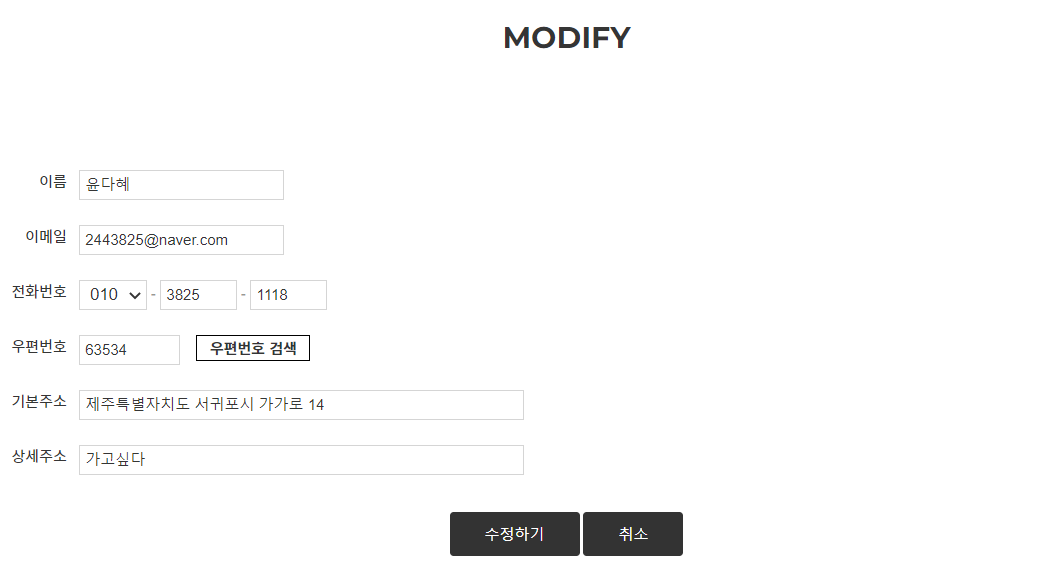 MODIFY
이름 윤다혜
이메일 2443825@naver.com
전화번호 010 - 3825 - 1118
우편번호 63534 우편번호 검색
기본주소 제주특별자치도 서귀포시 가가로 14
상세주소 가고싶다
수정하기 취소